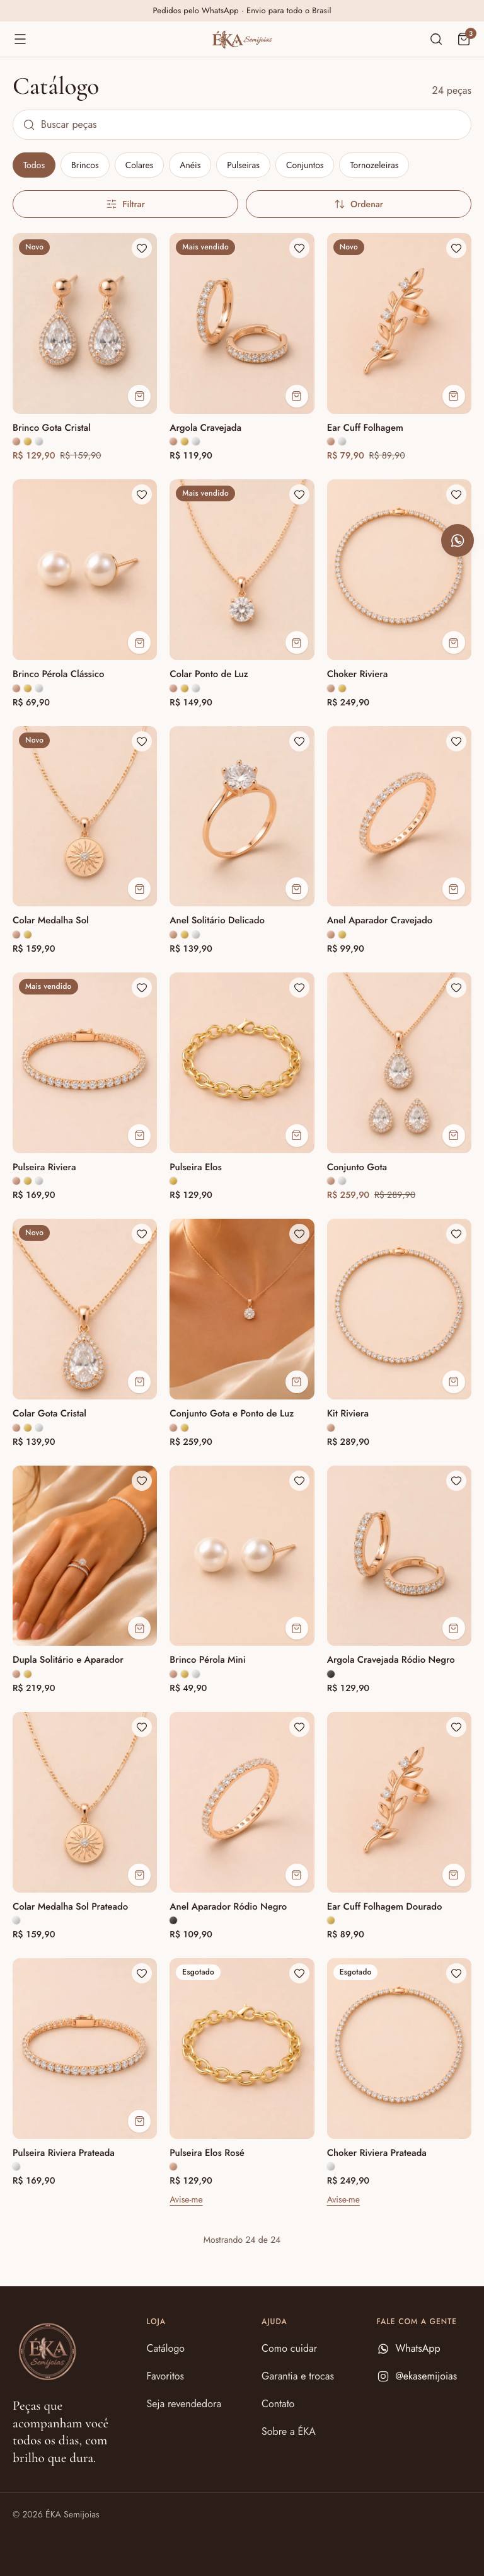 Pedidos pelo WhatsApp · Envio para todo o Brasil
ÉKA Semijoias
3
Catálogo
24 peças
Buscar peças
Todos
Brincos
Colares
Anéis
Pulseiras
Conjuntos
Tornozeleiras
Filtrar
Ordenar
Novo
Mais vendido
Novo
Brinco Gota Cristal
Argola Cravejada
Ear Cuff Folhagem
R$ 129,90 R$ 159,90
R$ 119,90
R$ 79,90 R$ 89,90
Mais vendido
Brinco Pérola Clássico
Colar Ponto de Luz
Choker Riviera
R$ 69,90
R$ 149,90
R$ 249,90
Novo
Colar Medalha Sol
Anel Solitário Delicado
Anel Aparador Cravejado
R$ 159,90
R$ 139,90
R$ 99,90
Mais vendido
Pulseira Riviera
Pulseira Elos
Conjunto Gota
R$ 169,90
R$ 129,90
R$ 259,90 R$ 289,90
Novo
Colar Gota Cristal
Conjunto Gota e Ponto de Luz
Kit Riviera
R$ 139,90
R$ 259,90
R$ 289,90
Dupla Solitário e Aparador
Brinco Pérola Mini
Argola Cravejada Ródio Negro
R$ 219,90
R$ 49,90
R$ 129,90
Colar Medalha Sol Prateado
Anel Aparador Ródio Negro
Ear Cuff Folhagem Dourado
R$ 159,90
R$ 109,90
R$ 89,90
Esgotado
Esgotado
Pulseira Riviera Prateada
Pulseira Elos Rosé
Choker Riviera Prateada
R$ 169,90
R$ 129,90
R$ 249,90
Avise-me
Avise-me
Mostrando 24 de 24
ÉKA
Semijoias
Peças que
acompanham você
todos os dias, com
brilho que dura.
LOJA
Catálogo
Favoritos
Seja revendedora
AJUDA
Como cuidar
Garantia e trocas
Contato
Sobre a ÉKA
FALE COM A GENTE
WhatsApp
@ekasemijoias
© 2026 ÉKA Semijoias